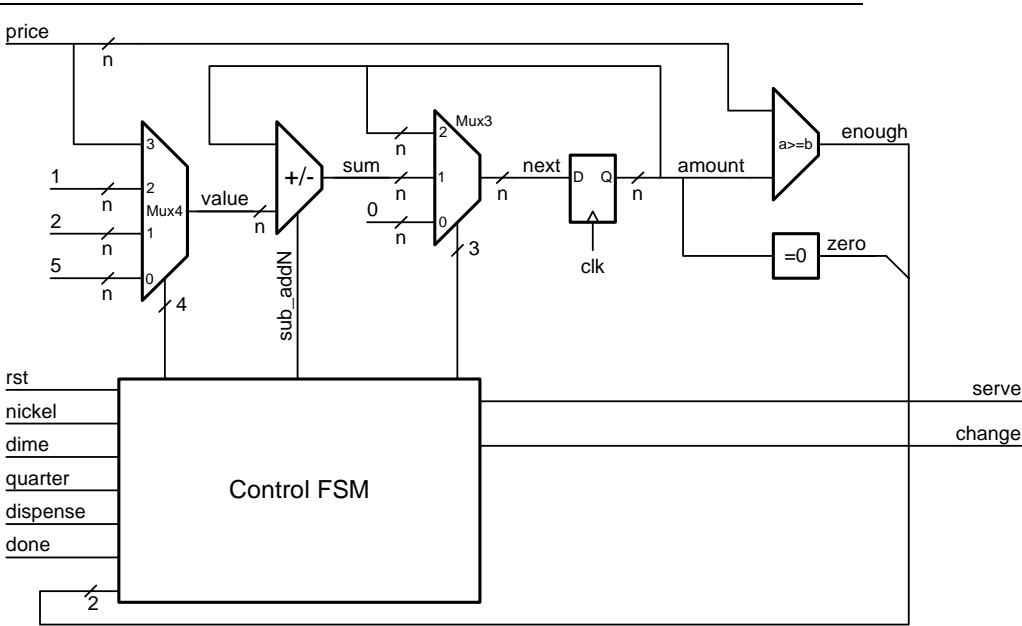 price
n
3
1
n
2
Mux4
2
n
1
5
n
0
4
value
n
+/-
sub_addN
sum
n
Mux3
2
n
1
0
n
0
3
next
n
D Q
clk
n
amount
a>=b
enough
=0
zero
rst
nickel
dime
quarter
dispense
done
2
Control FSM
serve
change